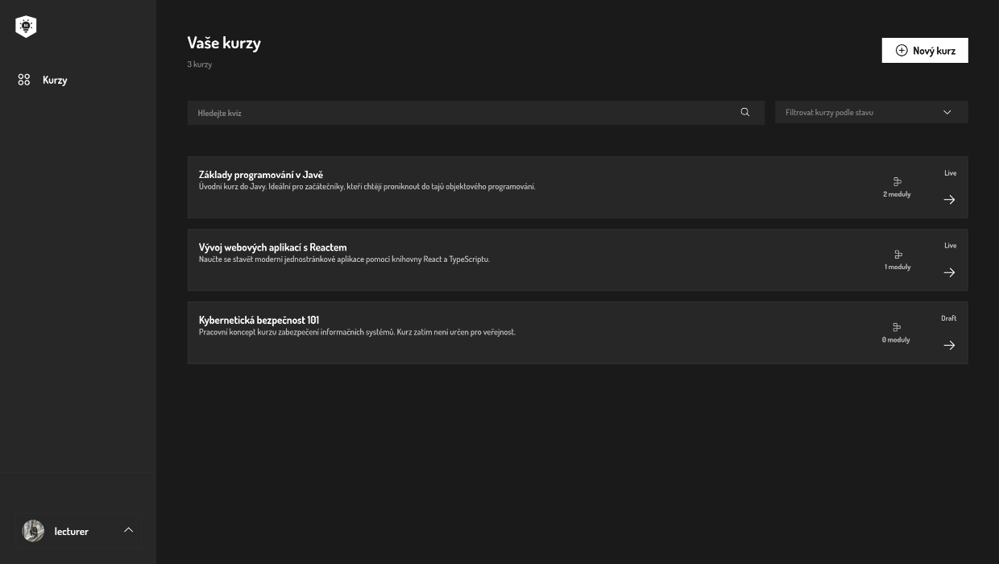 Vaše kurzy
3 kurzy
Nový kurz
Kurzy
Hledejte kvíz
Filtrovat kurzy podle stavu
Základy programování v Javě
Úvodní kurz do Javy. Ideální pro začátečníky, kteří chtějí proniknout do tajů objektového programování.
2 moduly
Live
Vývoj webových aplikací s Reactem
Naučte se stavět moderní jednostránkové aplikace pomocí knihovny React a TypeScriptu.
1 moduly
Live
Kybernetická bezpečnost 101
Pracovní koncept kurzu zabezpečení informačních systémů. Kurz zatím není určen pro veřejnost.
0 moduly
Draft
lecturer